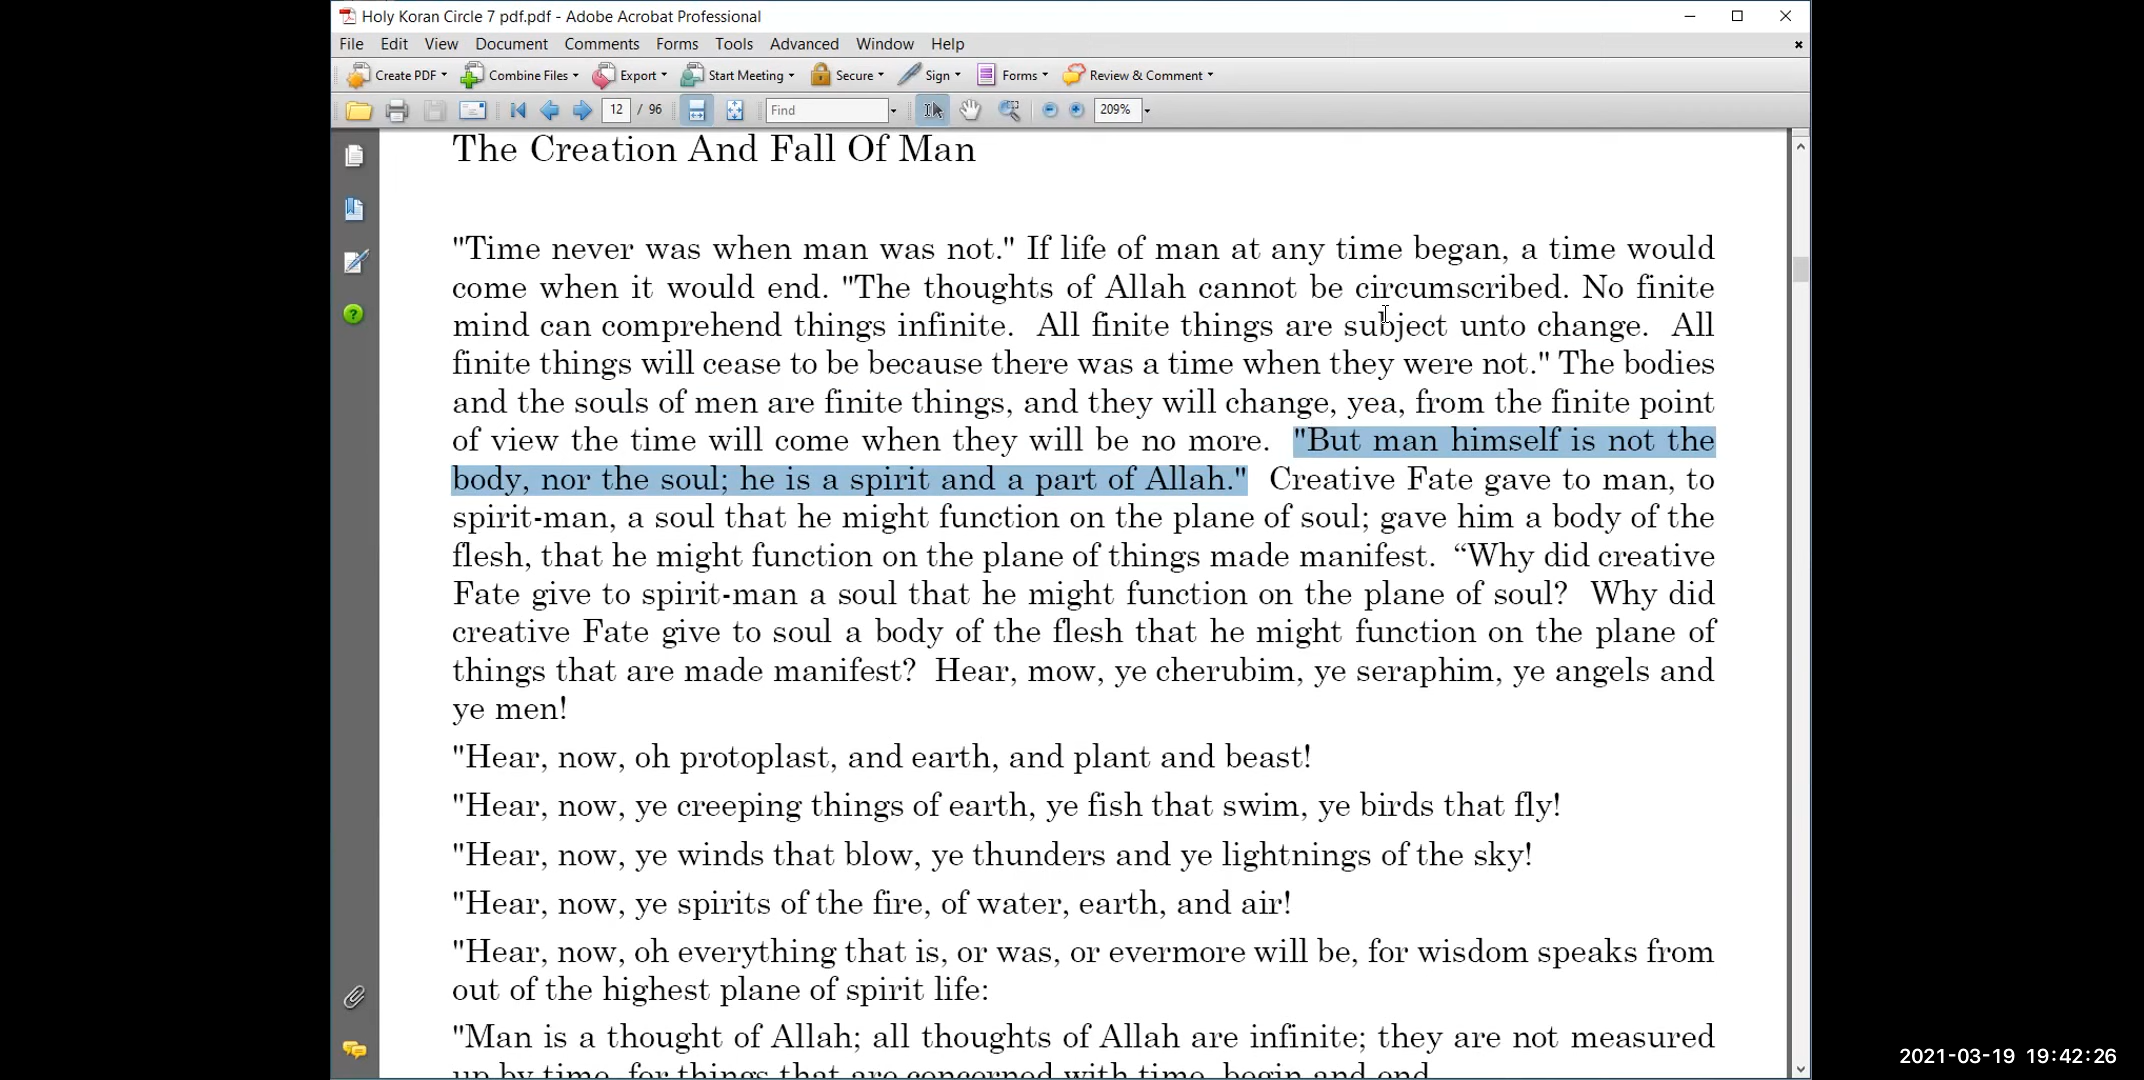 Holy Koran Circle 7 pdf.pdf - Adobe Acrobat Professional
File Edit View Document Comments Forms Tools Advanced Window Help
Create PDF Combine Files Export Start Meeting Secure Sign Forms Review & Comment
12 / 96 Find 209%
The Creation And Fall Of Man
"Time never was when man was not." If life of man at any time began, a time would
come when it would end. "The thoughts of Allah cannot be circumscribed. No finite
mind can comprehend things infinite. All finite things are subject unto change. All
finite things will cease to be because there was a time when they were not." The bodies
and the souls of men are finite things, and they will change, yea, from the finite point
of view the time will come when they will be no more. "But man himself is not the
body, nor the soul; he is a spirit and a part of Allah." Creative Fate gave to man, to
spirit-man, a soul that he might function on the plane of soul; gave him a body of the
flesh, that he might function on the plane of things made manifest. “Why did creative
Fate give to spirit-man a soul that he might function on the plane of soul? Why did
creative Fate give to soul a body of the flesh that he might function on the plane of
things that are made manifest? Hear, mow, ye cherubim, ye seraphim, ye angels and
ye men!
"Hear, now, oh protoplast, and earth, and plant and beast!
"Hear, now, ye creeping things of earth, ye fish that swim, ye birds that fly!
"Hear, now, ye winds that blow, ye thunders and ye lightnings of the sky!
"Hear, now, ye spirits of the fire, of water, earth, and air!
"Hear, now, oh everything that is, or was, or evermore will be, for wisdom speaks from
out of the highest plane of spirit life:
"Man is a thought of Allah; all thoughts of Allah are infinite; they are not measured
up by time, for things that are concerned with time, begin and end.
2021-03-19 19:42:26